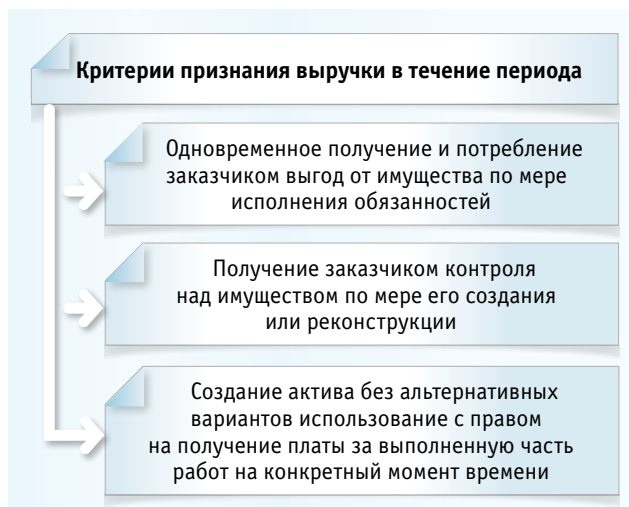 Критерии признания выручки в течение периода
Одновременное получение и потребление
заказчиком выгод от имущества по мере
исполнения обязанностей
Получение заказчиком контроля
над имуществом по мере его создания
или реконструкции
Создание актива без альтернативных
вариантов использование с правом
на получение платы за выполненную часть
работ на конкретный момент времени